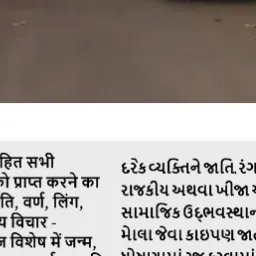 हित सभी
को प्राप्त करने का
ति, वर्ण, लिंग,
य विचार -
विशेष में जन्म,
દરેક વ્યક્તિને જાતિ. રંગ
રાજકીય અથવા ખીજા
સામાજિક ઉદ્‌ભવસ્થાન
મોલા જેવા કાઇપણ જાત